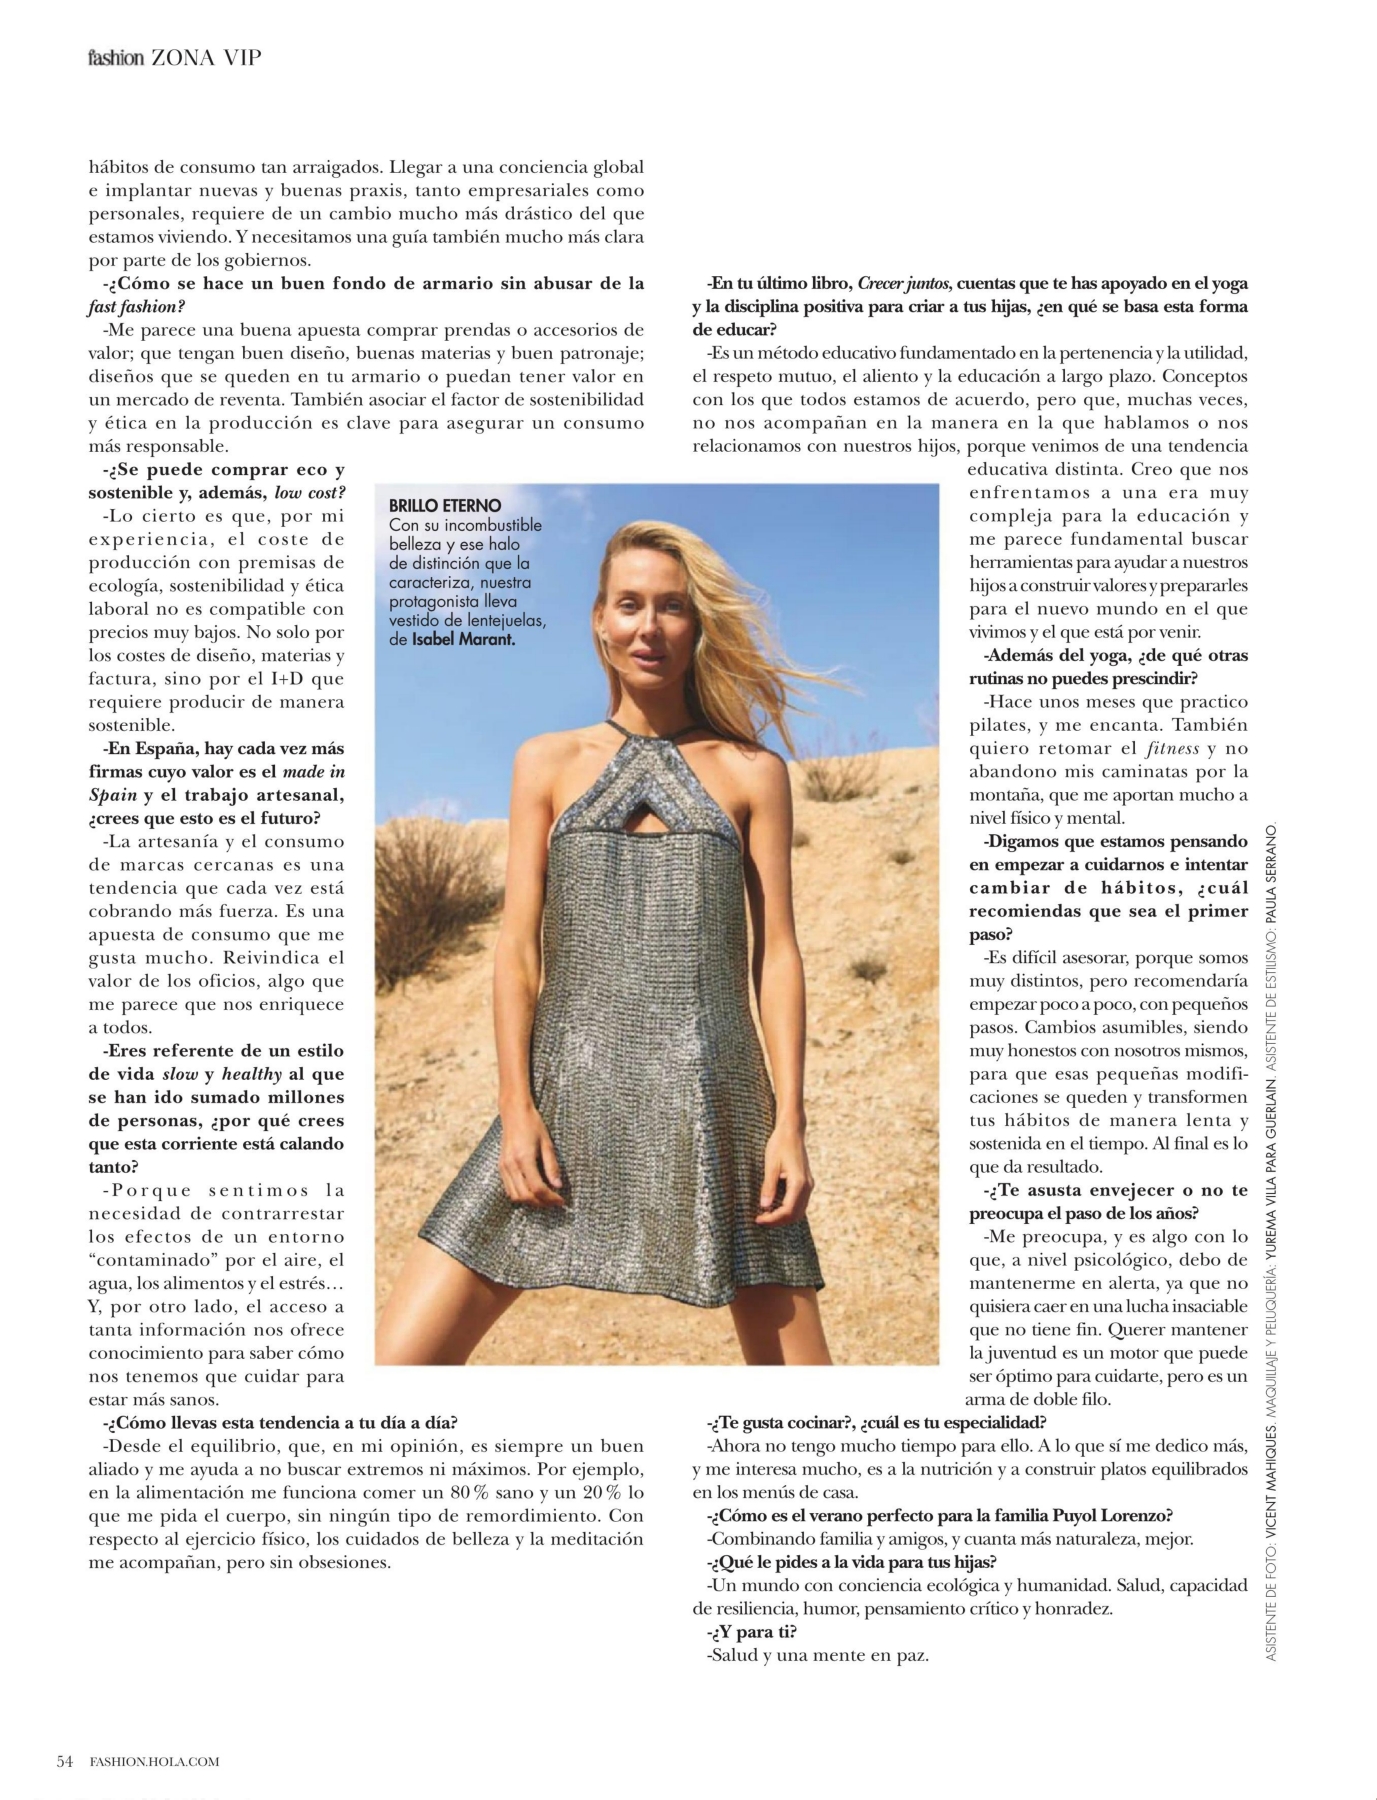 fashion ZONA VIP
hábitos de consumo tan arraigados. Llegar a una conciencia global
e implantar nuevas y buenas praxis, tanto empresariales como
personales, requiere de un cambio mucho más drástico del que
estamos viviendo. Y necesitamos una guía también mucho más clara
por parte de los gobiernos.
-¿Cómo se hace un buen fondo de armario sin abusar de la
fast fashion?
-Me parece una buena apuesta comprar prendas o accesorios de
valor; que tengan buen diseño, buenas materias y buen patronaje;
diseños que se queden en tu armario o puedan tener valor en
un mercado de reventa. También asociar el factor de sostenibilidad
y ética en la producción es clave para asegurar un consumo
más responsable.
-¿Se puede comprar eco y
sostenible y, además, low cost?
-Lo cierto es que, por mi
experiencia, el coste de
producción con premisas de
ecología, sostenibilidad y ética
laboral no es compatible con
precios muy bajos. No solo por
los costes de diseño, materias y
factura, sino por el I+D que
requiere producir de manera
sostenible.
-En España, hay cada vez más
firmas cuyo valor es el made in
Spain y el trabajo artesanal,
¿crees que esto es el futuro?
-La artesanía y el consumo
de marcas cercanas es una
tendencia que cada vez está
cobrando más fuerza. Es una
apuesta de consumo que me
gusta mucho. Reivindica el
valor de los oficios, algo que
me parece que nos enriquece
a todos.
-Eres referente de un estilo
de vida slow y healthy al que
se han ido sumado millones
de personas, ¿por qué crees
que esta corriente está calando
tanto?
-Porque sentimos la
necesidad de contrarrestar
los efectos de un entorno
“contaminado” por el aire, el
agua, los alimentos y el estrés…
Y, por otro lado, el acceso a
tanta información nos ofrece
conocimiento para saber cómo
nos tenemos que cuidar para
estar más sanos.
-¿Cómo llevas esta tendencia a tu día a día?
-Desde el equilibrio, que, en mi opinión, es siempre un buen
aliado y me ayuda a no buscar extremos ni máximos. Por ejemplo,
en la alimentación me funciona comer un 80 % sano y un 20 % lo
que me pida el cuerpo, sin ningún tipo de remordimiento. Con
respecto al ejercicio físico, los cuidados de belleza y la meditación
me acompañan, pero sin obsesiones.
BRILLO ETERNO
Con su incombustible
belleza y ese halo
de distinción que la
caracteriza, nuestra
protagonista lleva
vestido de lentejuelas,
de Isabel Marant.
-En tu último libro, Crecer juntos, cuentas que te has apoyado en el yoga
y la disciplina positiva para criar a tus hijas, ¿en qué se basa esta forma
de educar?
-Es un método educativo fundamentado en la pertenencia y la utilidad,
el respeto mutuo, el aliento y la educación a largo plazo. Conceptos
con los que todos estamos de acuerdo, pero que, muchas veces,
no nos acompañan en la manera en la que hablamos o nos
relacionamos con nuestros hijos, porque venimos de una tendencia
educativa distinta. Creo que nos
enfrentamos a una era muy
compleja para la educación y
me parece fundamental buscar
herramientas para ayudar a nuestros
hijos a construir valores y prepararles
para el nuevo mundo en el que
vivimos y el que está por venir.
-Además del yoga, ¿de qué otras
rutinas no puedes prescindir?
-Hace unos meses que practico
pilates, y me encanta. También
quiero retomar el fitness y no
abandono mis caminatas por la
montaña, que me aportan mucho a
nivel físico y mental.
-Digamos que estamos pensando
en empezar a cuidarnos e intentar
cambiar de hábitos, ¿cuál
recomiendas que sea el primer
paso?
-Es difícil asesorar, porque somos
muy distintos, pero recomendaría
empezar poco a poco, con pequeños
pasos. Cambios asumibles, siendo
muy honestos con nosotros mismos,
para que esas pequeñas modifi-
caciones se queden y transformen
tus hábitos de manera lenta y
sostenida en el tiempo. Al final es lo
que da resultado.
-¿Te asusta envejecer o no te
preocupa el paso de los años?
-Me preocupa, y es algo con lo
que, a nivel psicológico, debo de
mantenerme en alerta, ya que no
quisiera caer en una lucha insaciable
que no tiene fin. Querer mantener
la juventud es un motor que puede
ser óptimo para cuidarte, pero es un
arma de doble filo.
-¿Te gusta cocinar?, ¿cuál es tu especialidad?
-Ahora no tengo mucho tiempo para ello. A lo que sí me dedico más,
y me interesa mucho, es a la nutrición y a construir platos equilibrados
en los menús de casa.
-¿Cómo es el verano perfecto para la familia Puyol Lorenzo?
-Combinando familia y amigos, y cuanta más naturaleza, mejor.
-¿Qué le pides a la vida para tus hijas?
-Un mundo con conciencia ecológica y humanidad. Salud, capacidad
de resiliencia, humor, pensamiento crítico y honradez.
-¿Y para ti?
-Salud y una mente en paz.
ASISTENTE DE FOTO: VICENT MAHIQUES. MAQUILLAJE Y PELUQUERÍA: YUREMA VILLA PARA GUERLAIN. ASISTENTE DE ESTILISMO: PAULA SERRANO.
54 FASHION.HOLA.COM